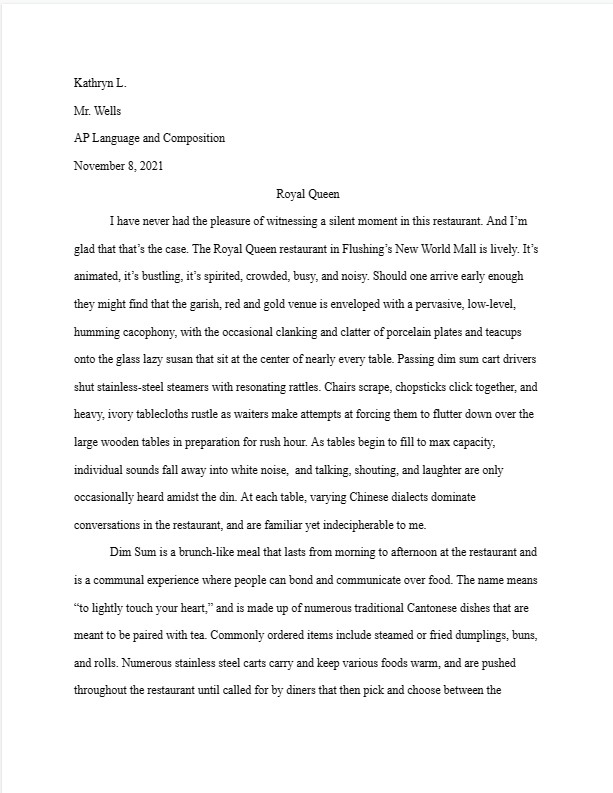 Kathryn L.
Mr. Wells
AP Language and Composition
November 8, 2021
Royal Queen
I have never had the pleasure of witnessing a silent moment in this restaurant. And I’m
glad that that’s the case. The Royal Queen restaurant in Flushing’s New World Mall is lively. It’s
animated, it’s bustling, it’s spirited, crowded, busy, and noisy. Should one arrive early enough
they might find that the garish, red and gold venue is enveloped with a pervasive, low-level,
humming cacophony, with the occasional clanking and clatter of porcelain plates and teacups
onto the glass lazy susan that sit at the center of nearly every table. Passing dim sum cart drivers
shut stainless-steel steamers with resonating rattles. Chairs scrape, chopsticks click together, and
heavy, ivory tablecloths rustle as waiters make attempts at forcing them to flutter down over the
large wooden tables in preparation for rush hour. As tables begin to fill to max capacity,
individual sounds fall away into white noise,  and talking, shouting, and laughter are only
occasionally heard amidst the din. At each table, varying Chinese dialects dominate
conversations in the restaurant, and are familiar yet indecipherable to me.
Dim Sum is a brunch-like meal that lasts from morning to afternoon at the restaurant and
is a communal experience where people can bond and communicate over food. The name means
“to lightly touch your heart,” and is made up of numerous traditional Cantonese dishes that are
meant to be paired with tea. Commonly ordered items include steamed or fried dumplings, buns,
and rolls. Numerous stainless steel carts carry and keep various foods warm, and are pushed
throughout the restaurant until called for by diners that then pick and choose between the